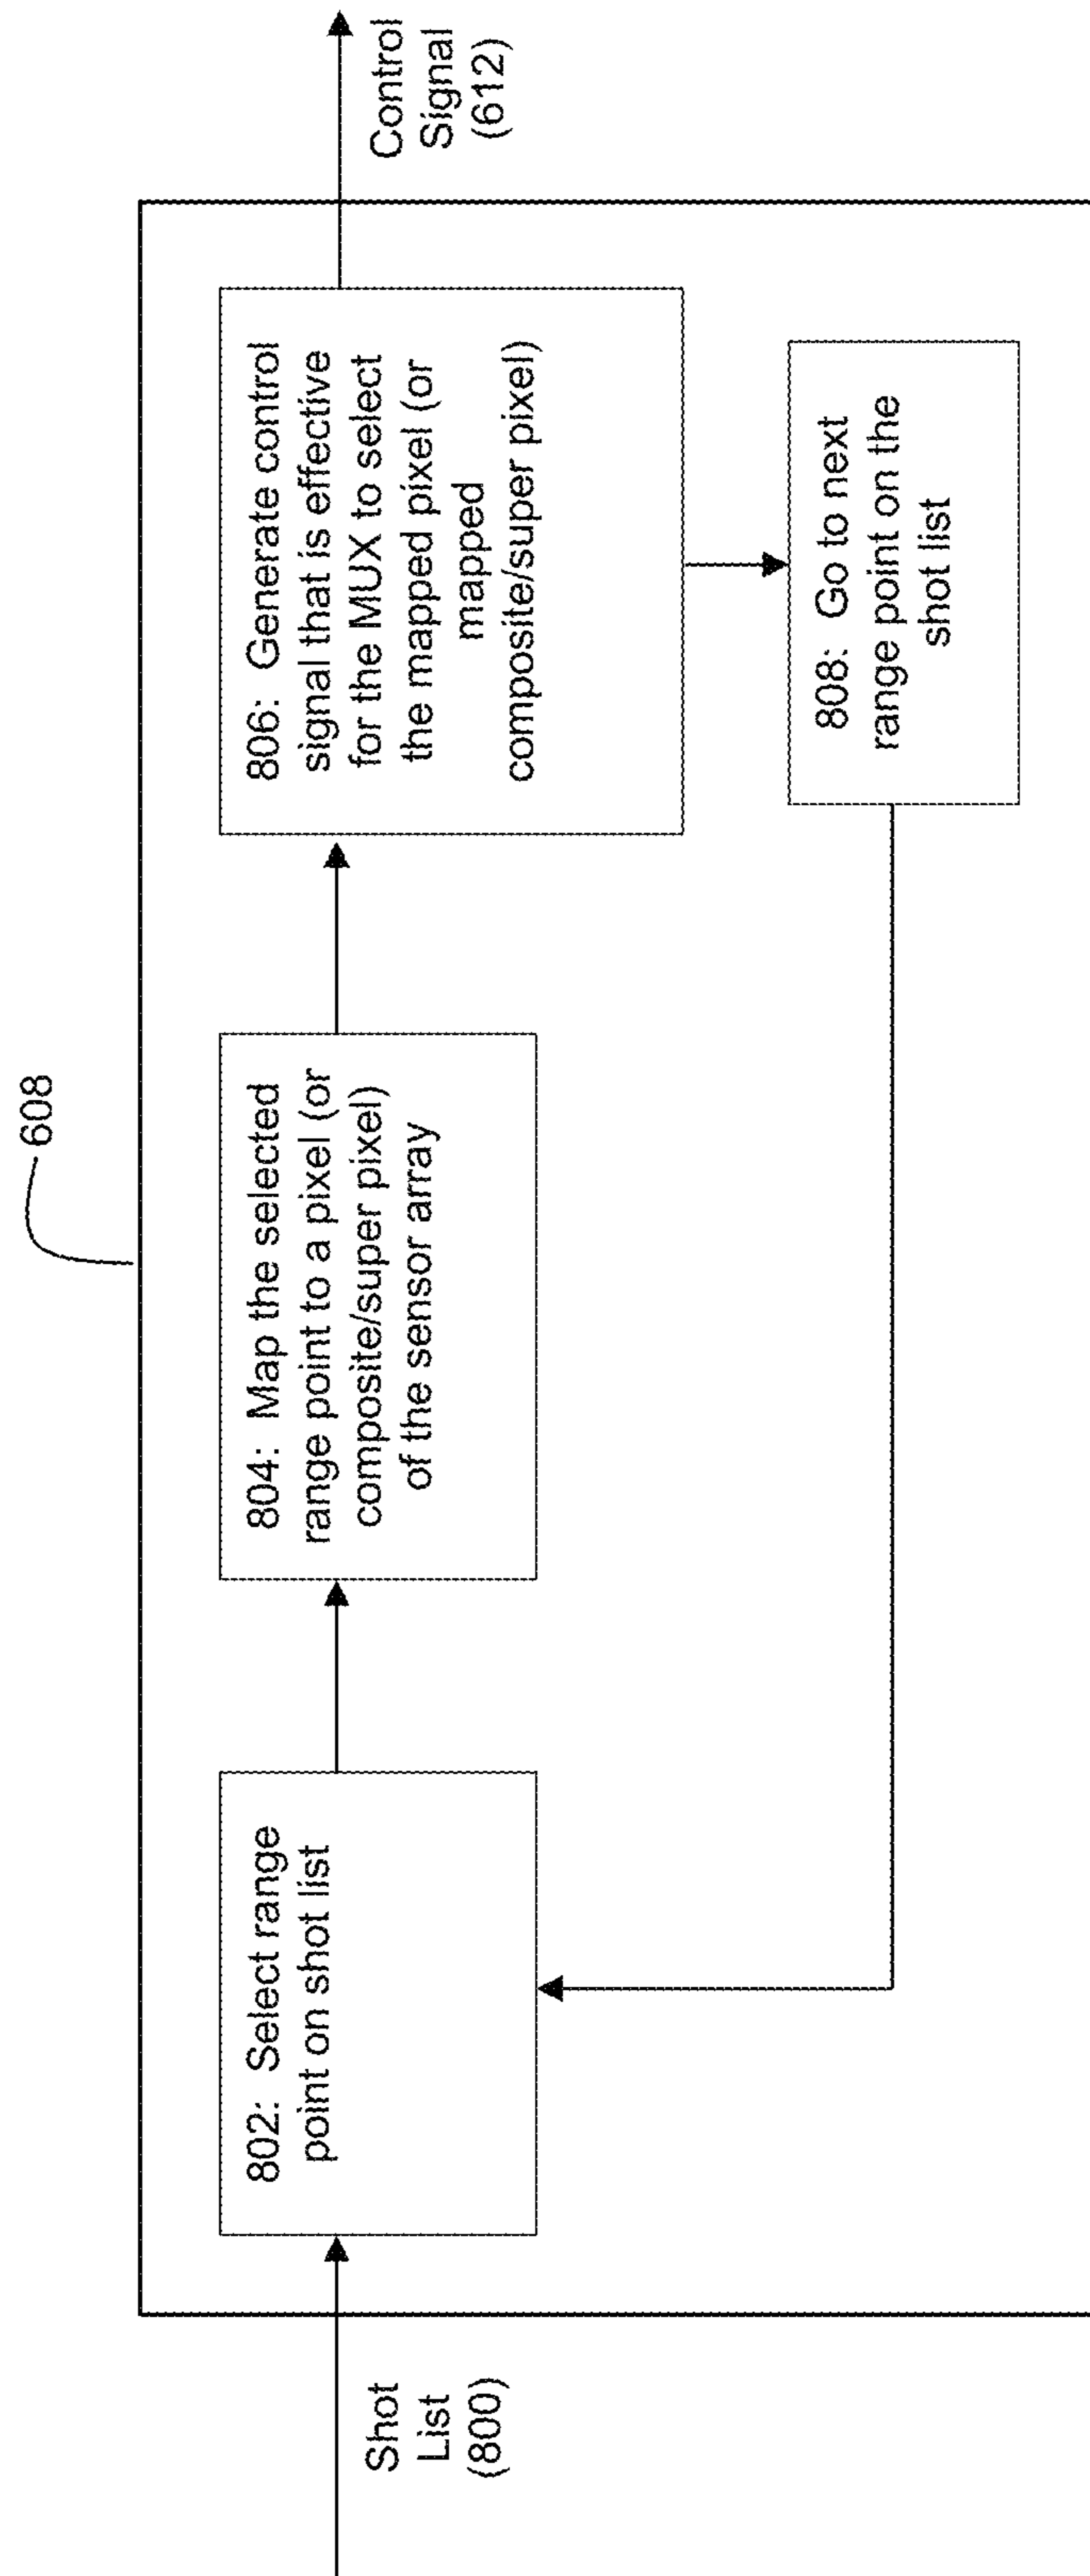 608
Shot
List
(800)
802: Select range
point on shot list
804: Map the selected
range point to a pixel (or
composite/super pixel)
of the sensor array
806: Generate control
signal that is effective
for the MUX to select
the mapped pixel (or
mapped
composite/super pixel)
Control
Signal
(612)
808: Go to next
range point on the
shot list